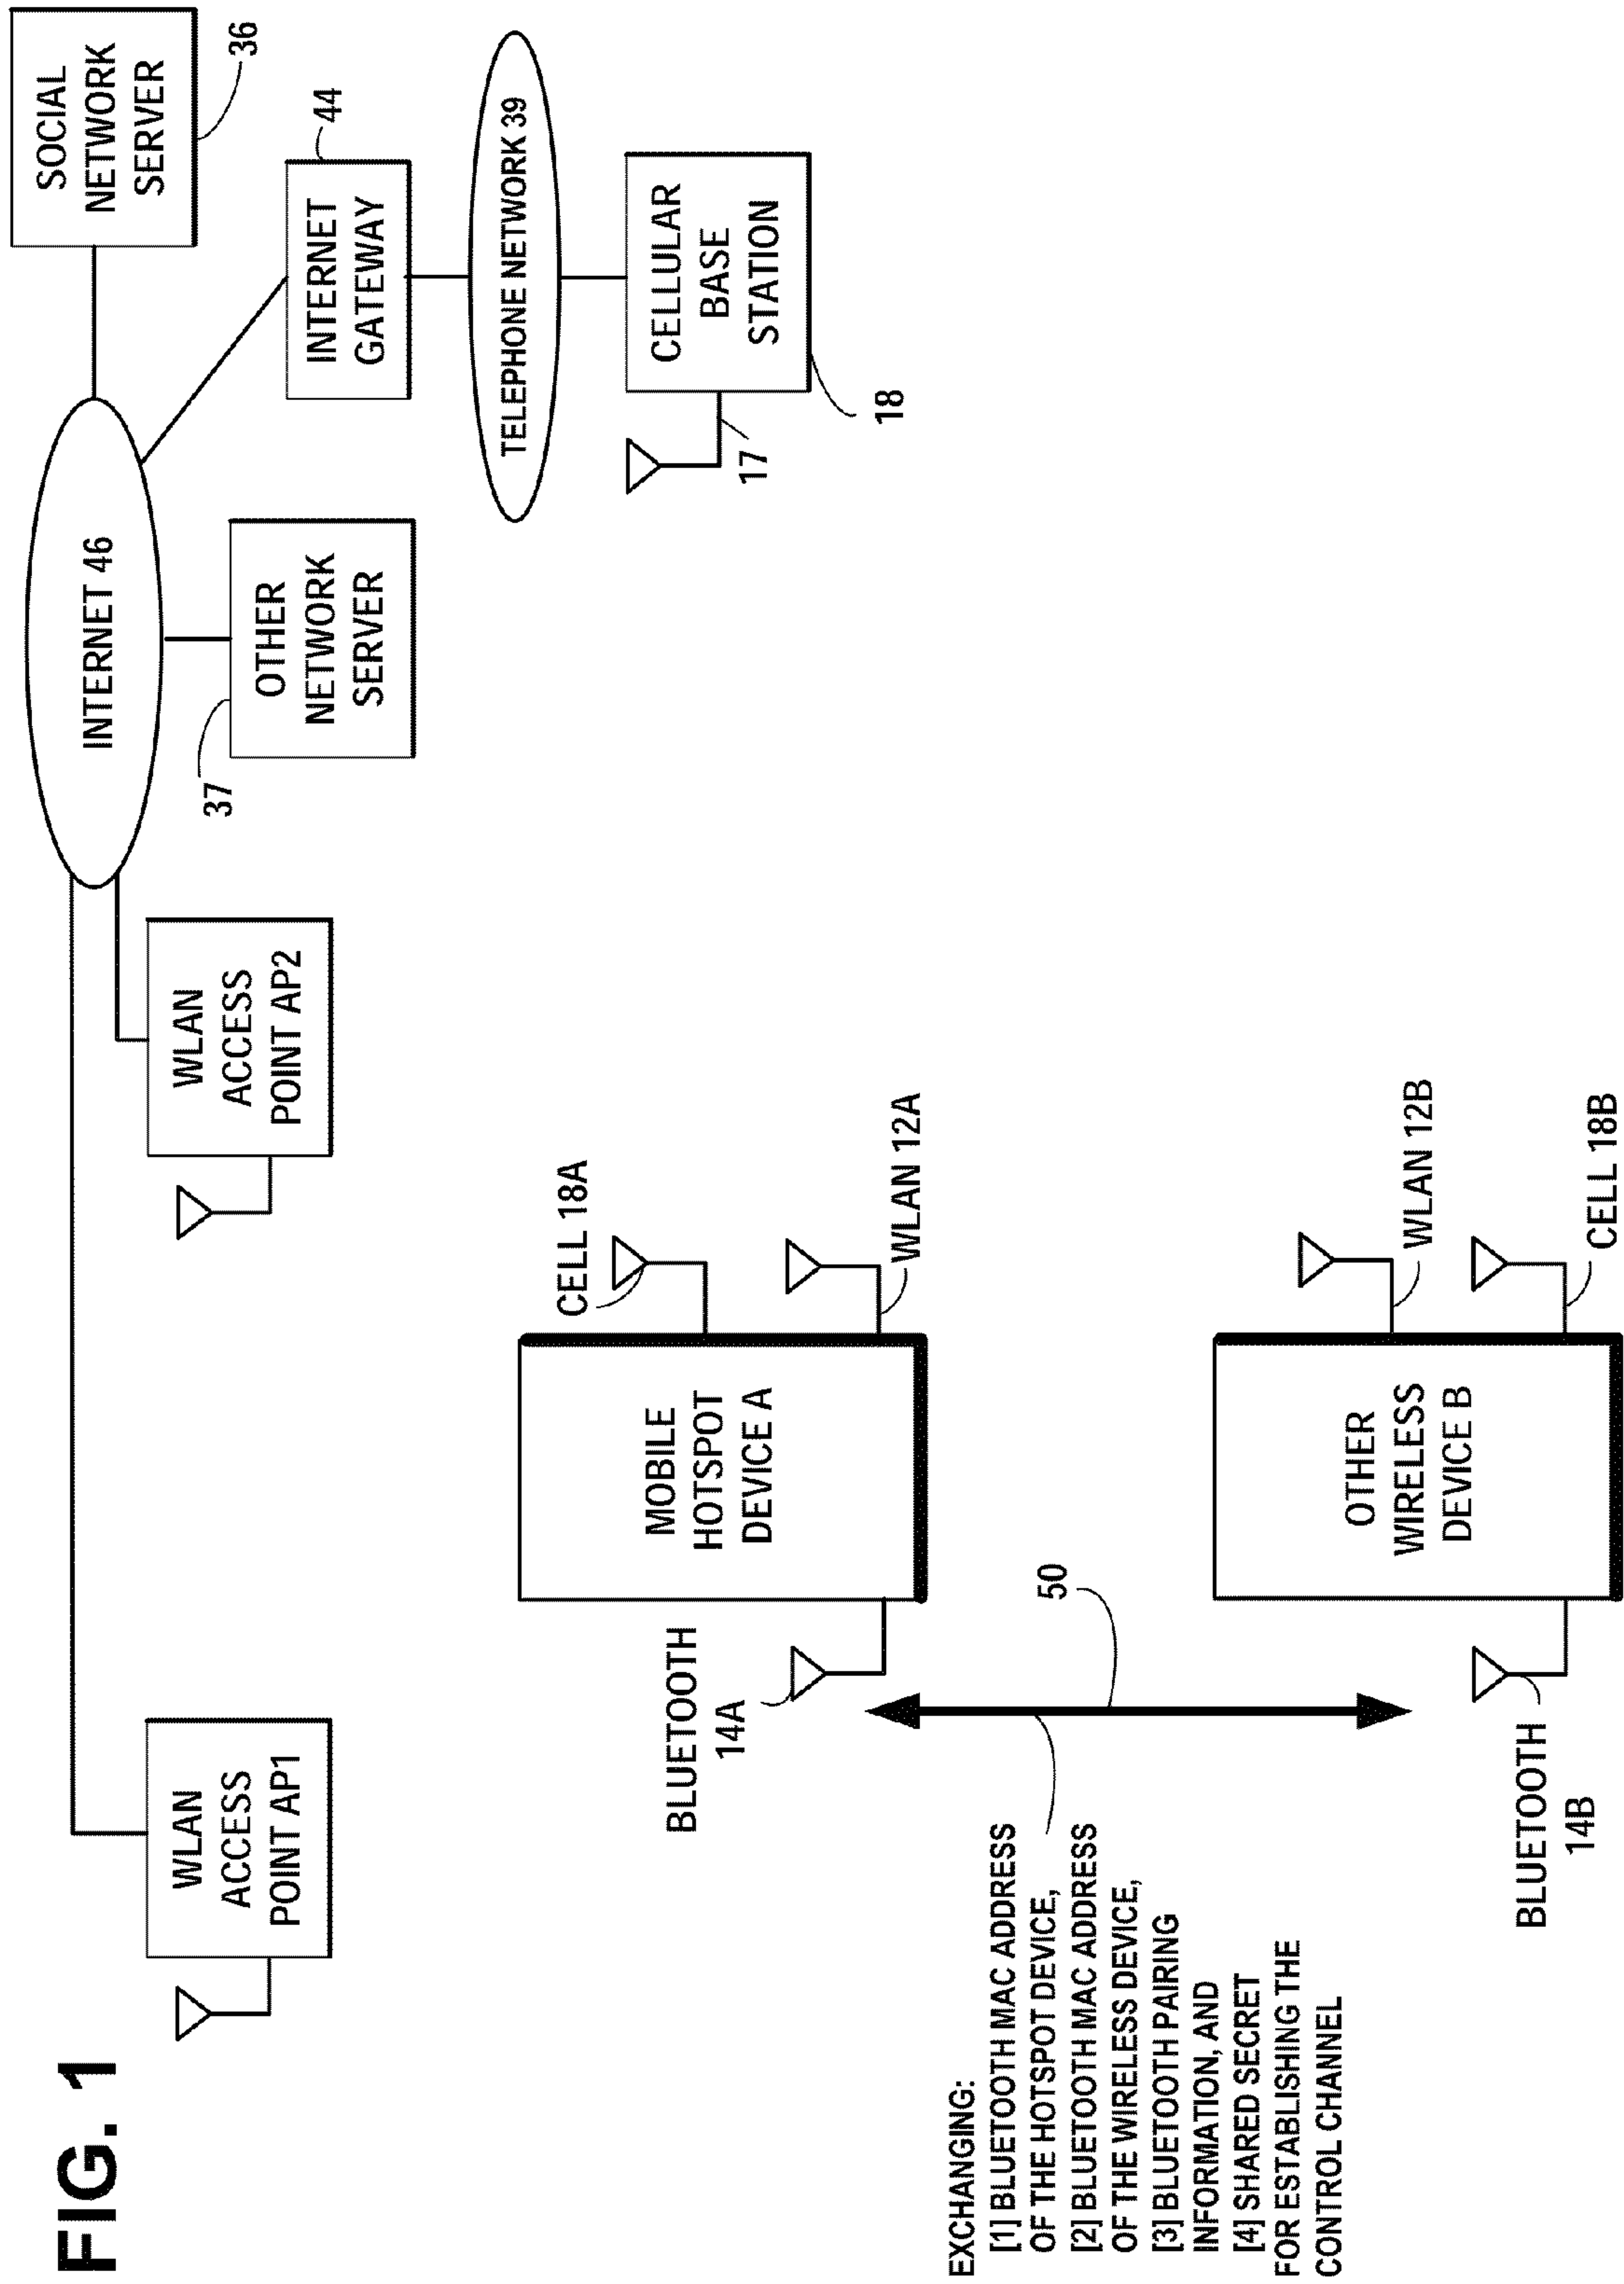 FIG. 1
SOCIAL
NETWORK
SERVER
36
INTERNET 46
INTERNET
GATEWAY
44
OTHER
NETWORK
SERVER
37
TELEPHONE NETWORK 39
CELLULAR
BASE
STATION
17
18
WLAN
ACCESS
POINT AP1
WLAN
ACCESS
POINT AP2
MOBILE
HOTSPOT
DEVICE A
BLUETOOTH
14A
CELL 18A
WLAN 12A
50
EXCHANGING:
[1] BLUETOOTH MAC ADDRESS
OF THE HOTSPOT DEVICE,
[2] BLUETOOTH MAC ADDRESS
OF THE WIRELESS DEVICE,
[3] BLUETOOTH PAIRING
INFORMATION, AND
[4] SHARED SECRET
FOR ESTABLISHING THE
CONTROL CHANNEL
OTHER
WIRELESS
DEVICE B
BLUETOOTH
14B
WLAN 12B
CELL 18B